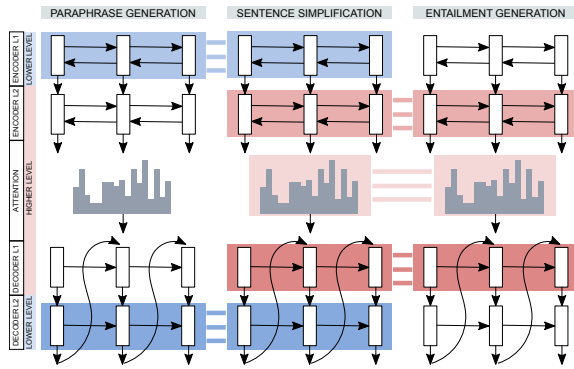 PARAPHRASE GENERATION
SENTENCE SIMPLIFICATION
ENTAILMENT GENERATION
ENCODER L1
LOWER LEVEL
ENCODER L2
ATTENTION
HIGHER LEVEL
DECODER L1
DECODER L2
LOWER LEVEL